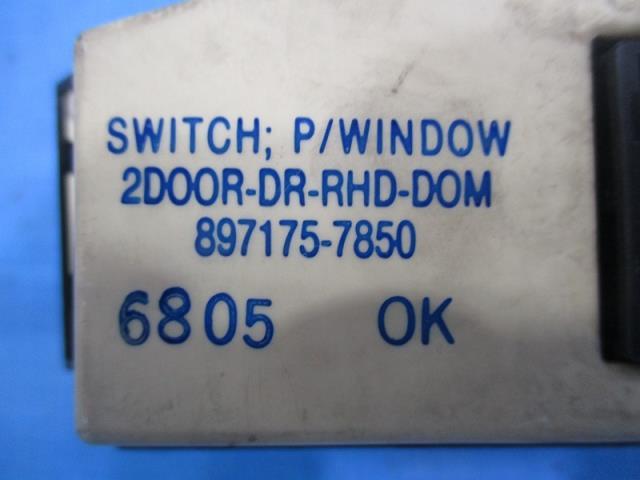 SWITCH; P/WINDOW
2DOOR-DR-RHD-DOM
897175-7850
6805 OK